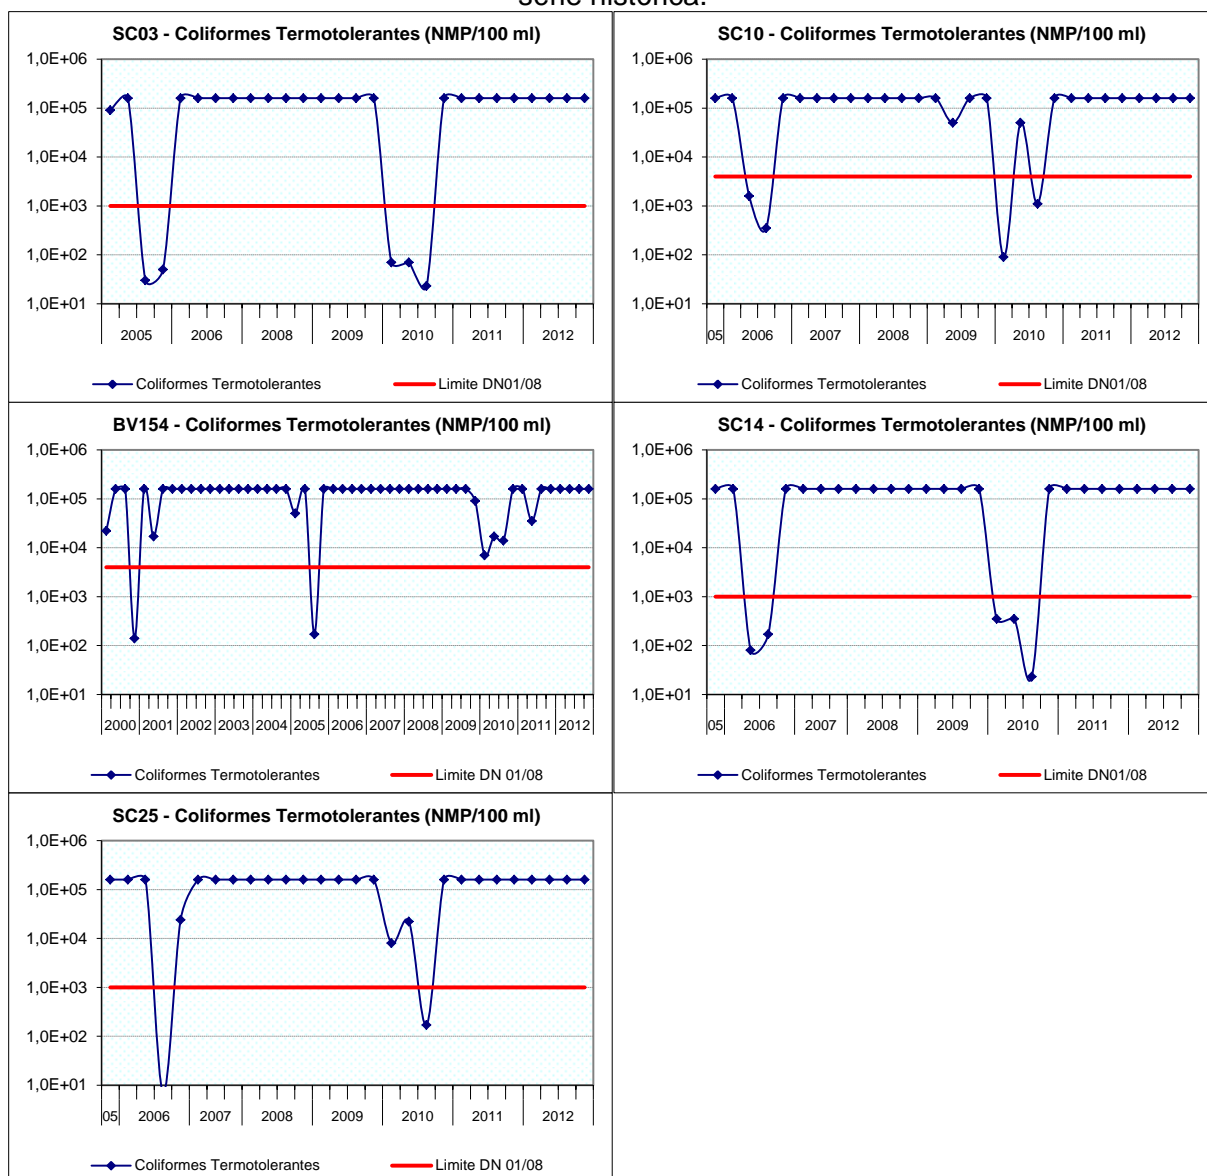 série histórica.
SC03 - Coliformes Termotolerantes (NMP/100 ml)
1,0E+06
1,0E+05
1,0E+04
1,0E+03
1,0E+02
1,0E+01
2005 2006 2008 2009 2010 2011 2012
Coliformes Termotolerantes Limite DN01/08
SC10 - Coliformes Termotolerantes (NMP/100 ml)
1,0E+06
1,0E+05
1,0E+04
1,0E+03
1,0E+02
1,0E+01
05 2006 2007 2008 2009 2010 2011 2012
Coliformes Termotolerantes Limite DN01/08
BV154 - Coliformes Termotolerantes (NMP/100 ml)
1,0E+06
1,0E+05
1,0E+04
1,0E+03
1,0E+02
1,0E+01
2000 2001 2002 2003 2004 2005 2006 2007 2008 2009 2010 2011 2012
Coliformes Termotolerantes Limite DN 01/08
SC14 - Coliformes Termotolerantes (NMP/100 ml)
1,0E+06
1,0E+05
1,0E+04
1,0E+03
1,0E+02
1,0E+01
05 2006 2007 2008 2009 2010 2011 2012
Coliformes Termotolerantes Limite DN01/08
SC25 - Coliformes Termotolerantes (NMP/100 ml)
1,0E+06
1,0E+05
1,0E+04
1,0E+03
1,0E+02
1,0E+01
05 2006 2007 2008 2009 2010 2011 2012
Coliformes Termotolerantes Limite DN 01/08